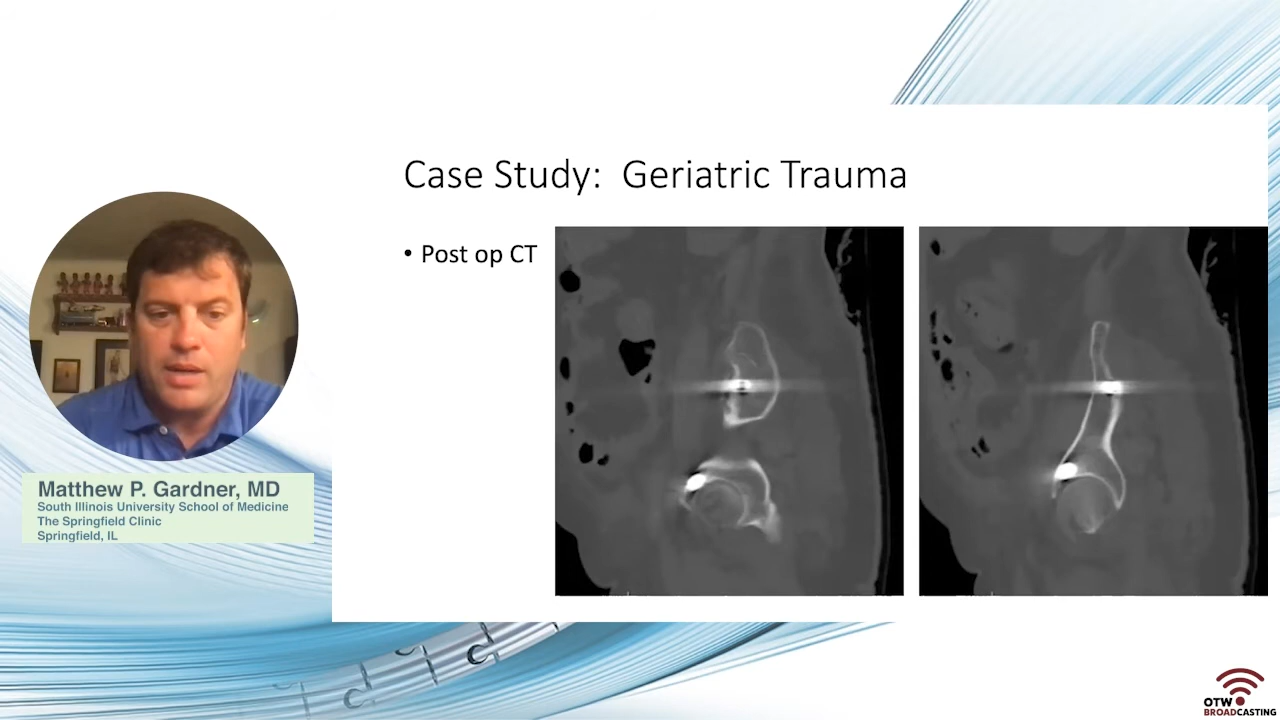 Case Study: Geriatric Trauma
• Post op CT
Matthew P. Gardner, MD
South Illinois University School of Medicine
The Springfield Clinic
Springfield, IL
OTW
BROADCASTING